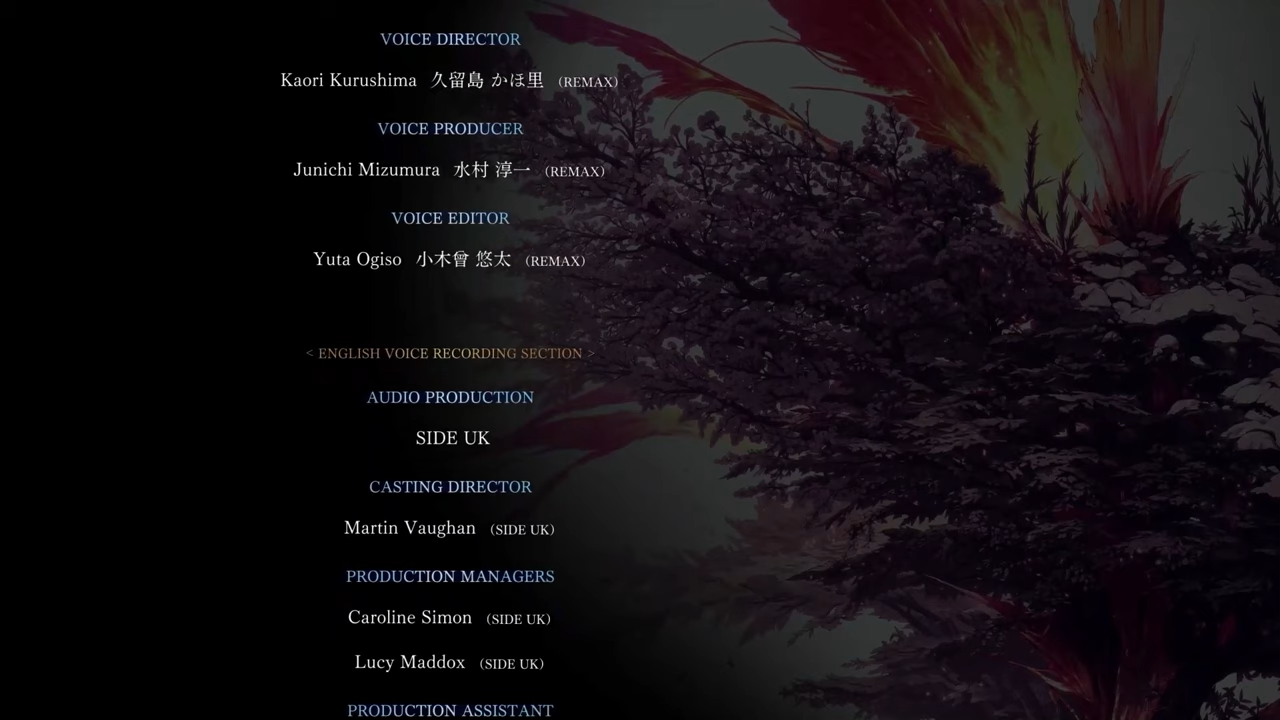 VOICE DIRECTOR
Kaori Kurushima 久留島 かほ里 (REMAX)
VOICE PRODUCER
Junichi Mizumura 水村 淳一 (REMAX)
VOICE EDITOR
Yuta Ogiso 小木曾 悠太 (REMAX)
< ENGLISH VOICE RECORDING SECTION >
AUDIO PRODUCTION
SIDE UK
CASTING DIRECTOR
Martin Vaughan (SIDE UK)
PRODUCTION MANAGERS
Caroline Simon (SIDE UK)
Lucy Maddox (SIDE UK)
PRODUCTION ASSISTANT